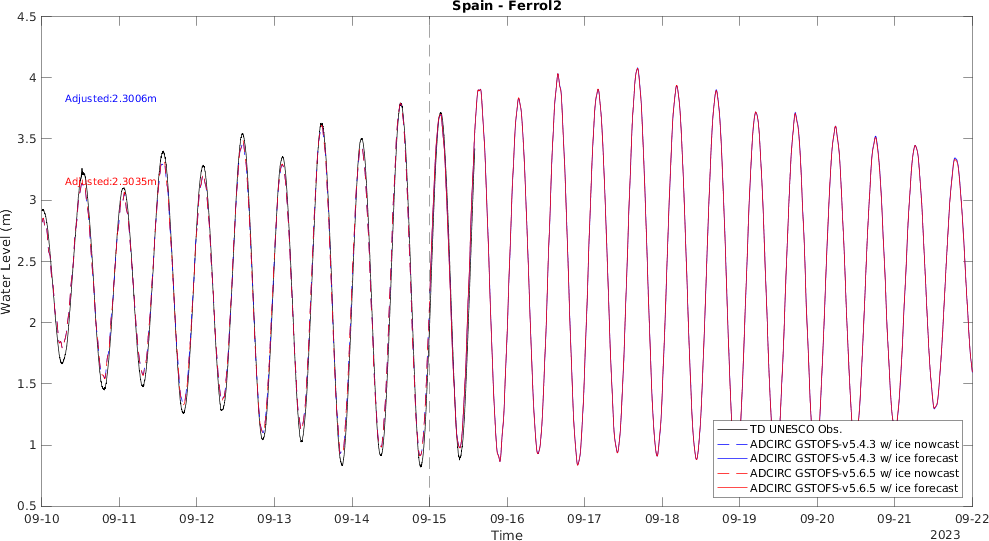 Spain - Ferrol2
4.5
4
3.5
3
2.5
2
1.5
1
0.5
Water Level (m)
Adjusted:2.3006m
Adjusted:2.3035m
TD UNESCO Obs.
ADCIRC GSTOFS-v5.4.3 w/ ice nowcast
ADCIRC GSTOFS-v5.4.3 w/ ice forecast
ADCIRC GSTOFS-v5.6.5 w/ ice nowcast
ADCIRC GSTOFS-v5.6.5 w/ ice forecast
09-10 09-11 09-12 09-13 09-14 09-15 09-16 09-17 09-18 09-19 09-20 09-21 09-22
Time
2023